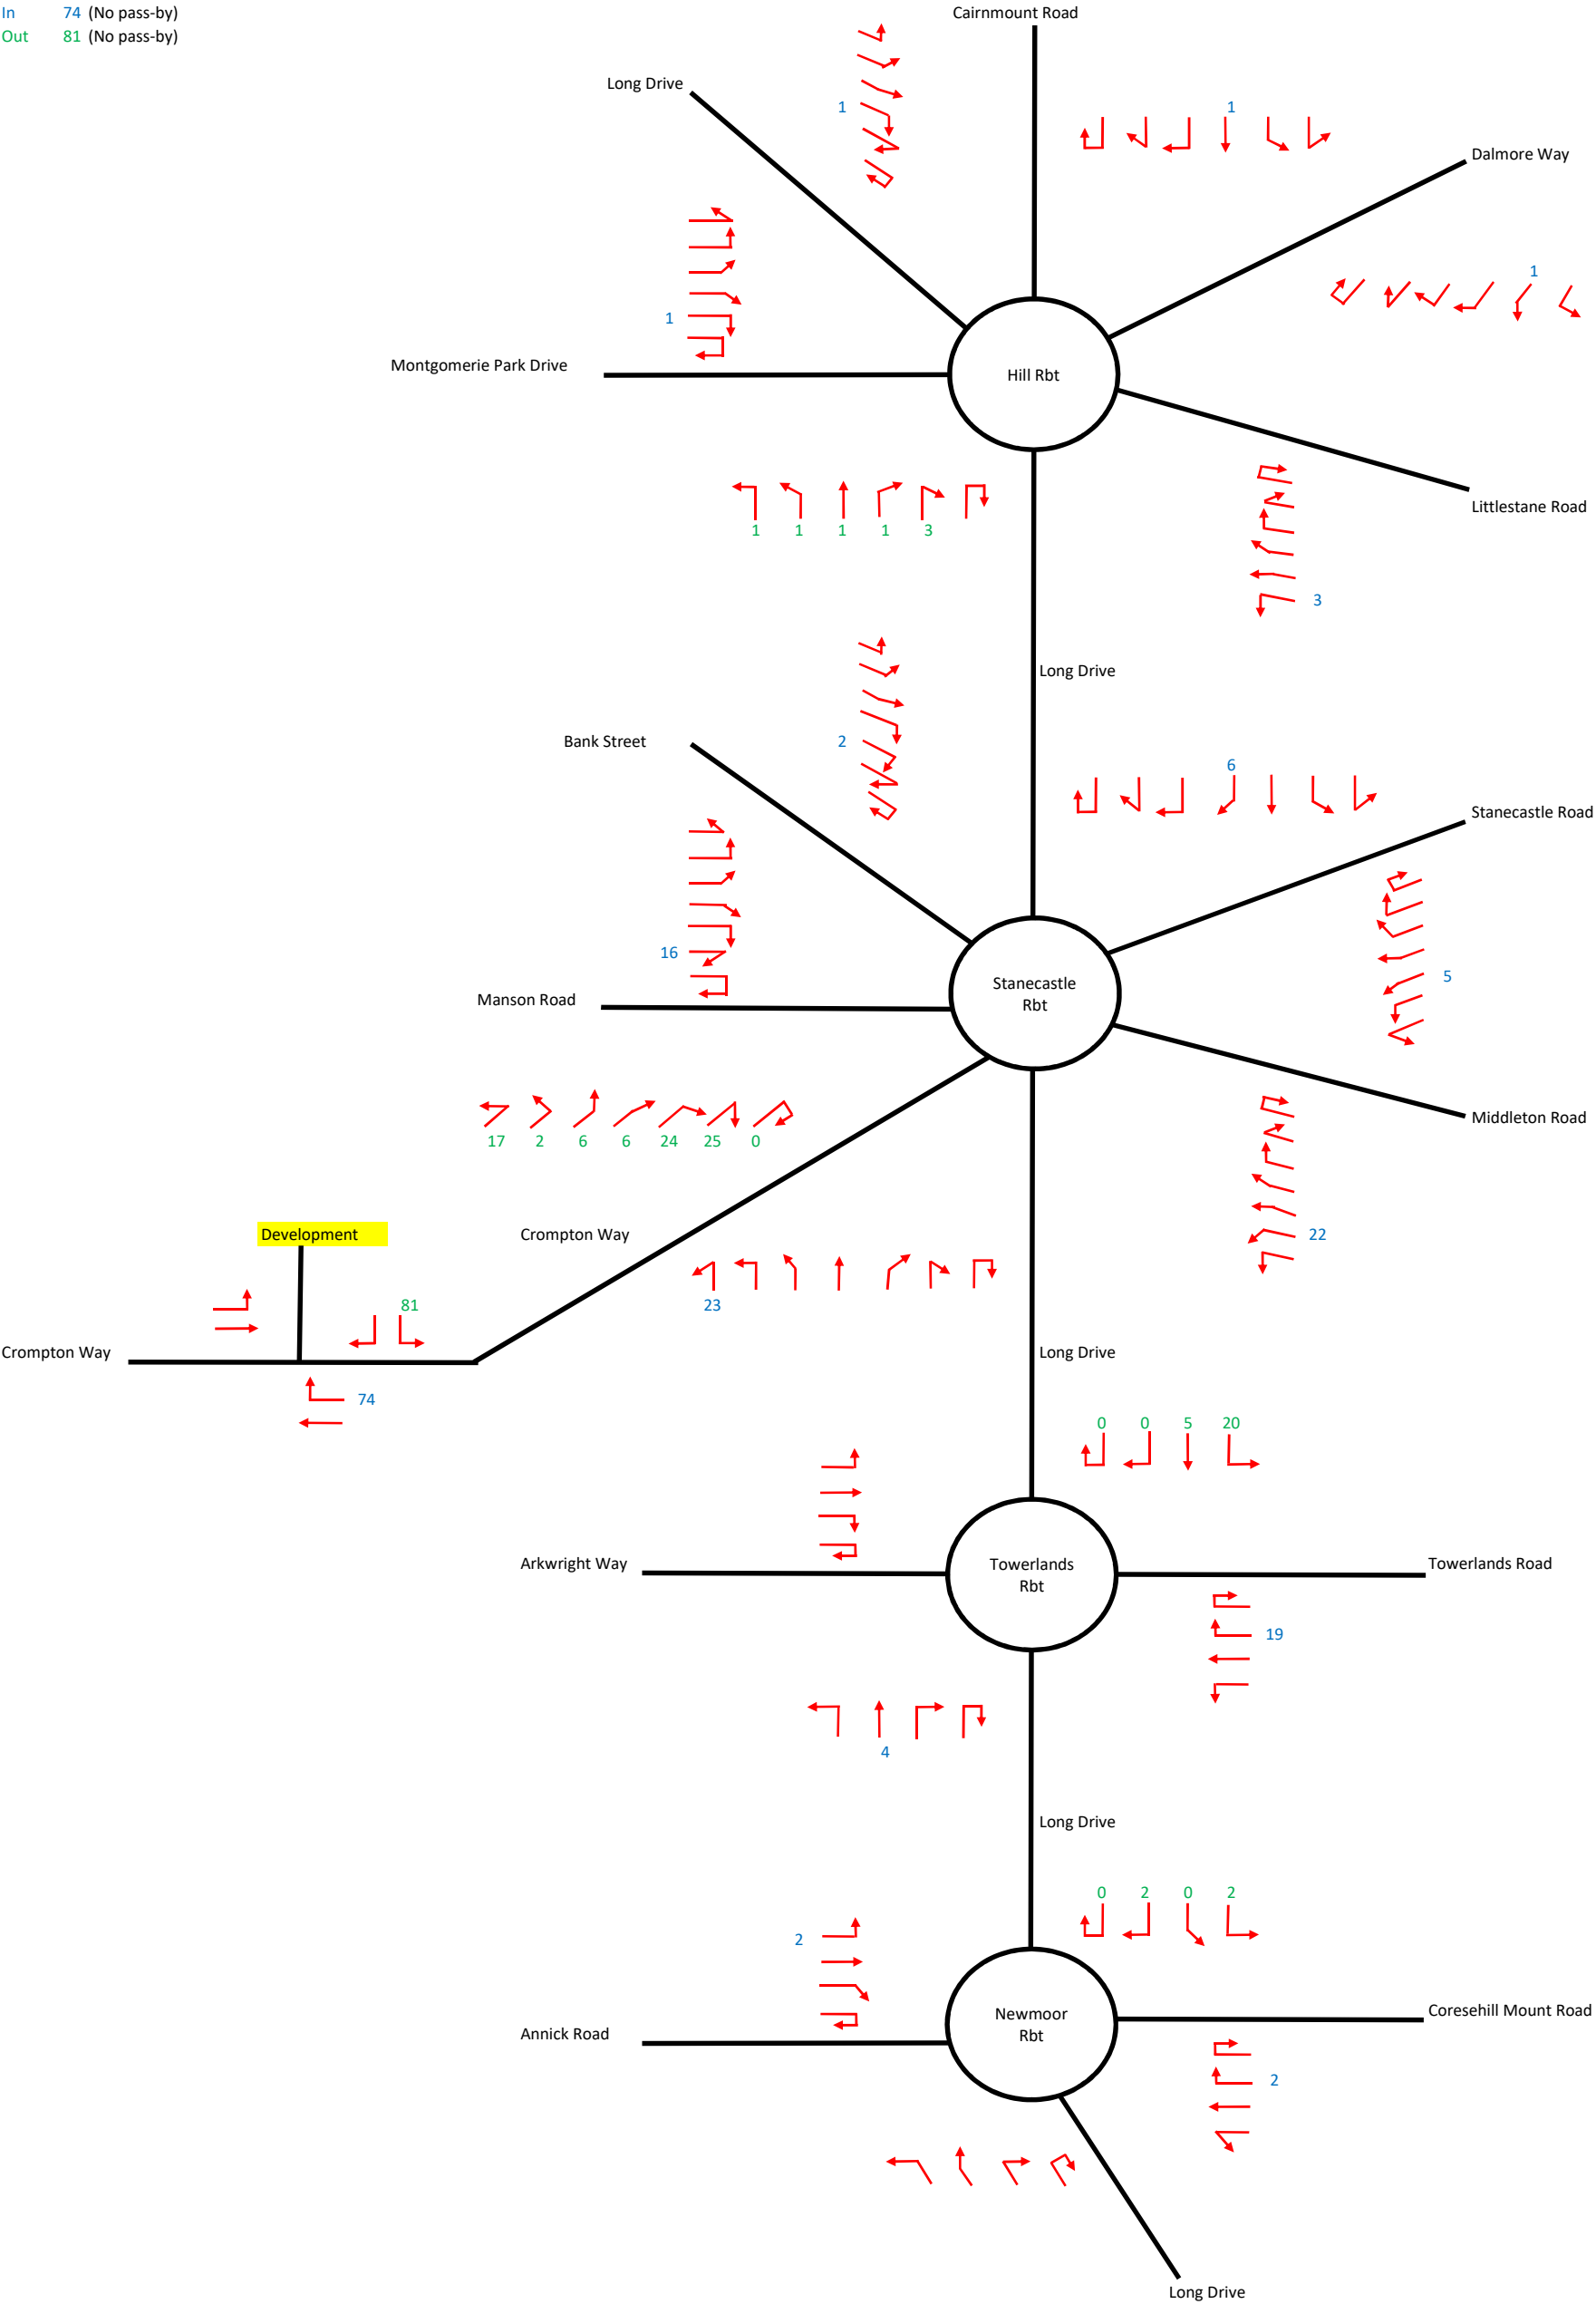 In 74 (No pass-by)
Out 81 (No pass-by)
Cairnmount Road
Long Drive
1
1
Dalmore Way
1
1
Montgomerie Park Drive
Hill Rbt
Littlestane Road
1 1 1 1 3
3
Long Drive
Bank Street
2
6
Stanecastle Road
16
5
Manson Road
Stanecastle
Rbt
Middleton Road
17 2 6 6 24 25 0
Development
Crompton Way
22
81
23
Crompton Way
Long Drive
74
0 0 5 20
Arkwright Way
Towerlands
Rbt
Towerlands Road
19
4
Long Drive
0 2 0 2
2
Annick Road
Newmoor
Rbt
Coresehill Mount Road
2
Long Drive